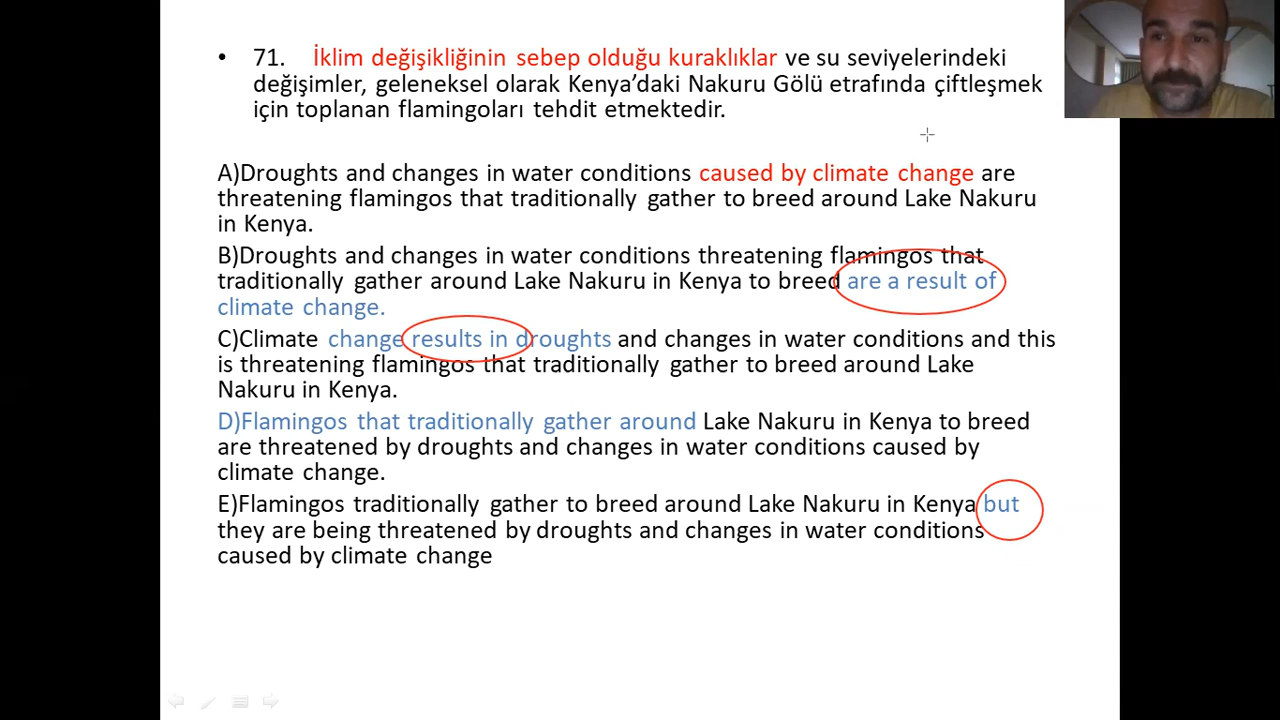 • 71. İklim değişikliğinin sebep olduğu kuraklıklar ve su seviyelerindeki
değişimler, geleneksel olarak Kenya’daki Nakuru Gölü etrafında çiftleşmek
için toplanan flamingoları tehdit etmektedir.
A)Droughts and changes in water conditions caused by climate change are
threatening flamingos that traditionally gather to breed around Lake Nakuru
in Kenya.
B)Droughts and changes in water conditions threatening flamingos that
traditionally gather around Lake Nakuru in Kenya to breed are a result of
climate change.
C)Climate change results in droughts and changes in water conditions and this
is threatening flamingos that traditionally gather to breed around Lake
Nakuru in Kenya.
D)Flamingos that traditionally gather around Lake Nakuru in Kenya to breed
are threatened by droughts and changes in water conditions caused by
climate change.
E)Flamingos traditionally gather to breed around Lake Nakuru in Kenya but
they are being threatened by droughts and changes in water conditions
caused by climate change